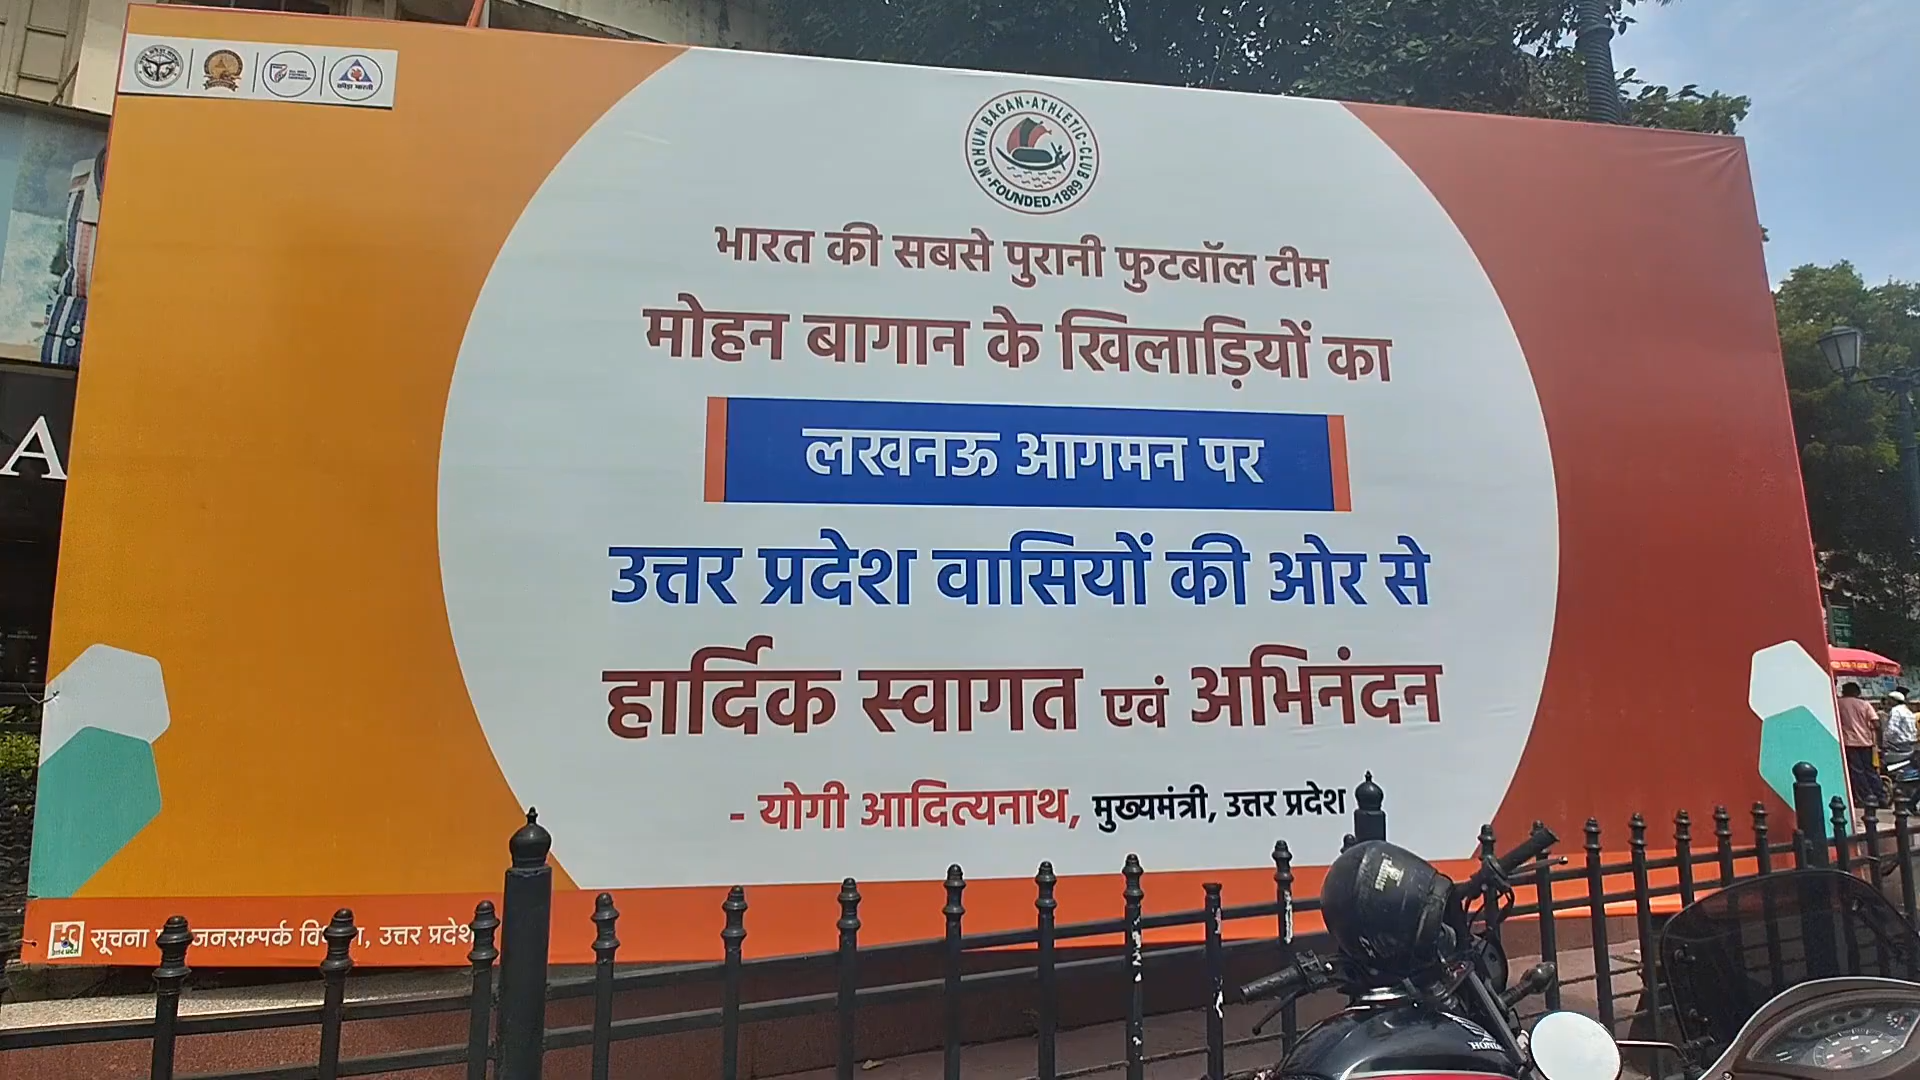 MOHUN BAGAN ATHLETIC CLUB
FOUNDED-1889
भारत की सबसे पुरानी फुटबॉल टीम
मोहन बागान के खिलाड़ियों का
लखनऊ आगमन पर
उत्तर प्रदेश वासियों की ओर से
हार्दिक स्वागत एवं अभिनंदन
- योगी आदित्यनाथ, मुख्यमंत्री, उत्तर प्रदेश
सूचना जनसम्पर्क उत्तर प्रदेश
A
HONDA